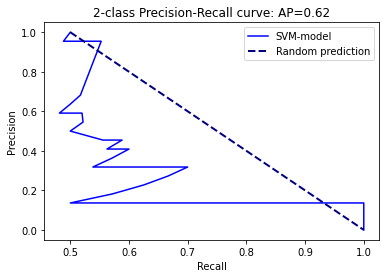 2-class Precision-Recall curve: AP=0.62
SVM-model
Random prediction
Precision
1.0
0.8
0.6
0.4
0.2
0.0
0.5
0.6
0.7
0.8
0.9
1.0
Recall